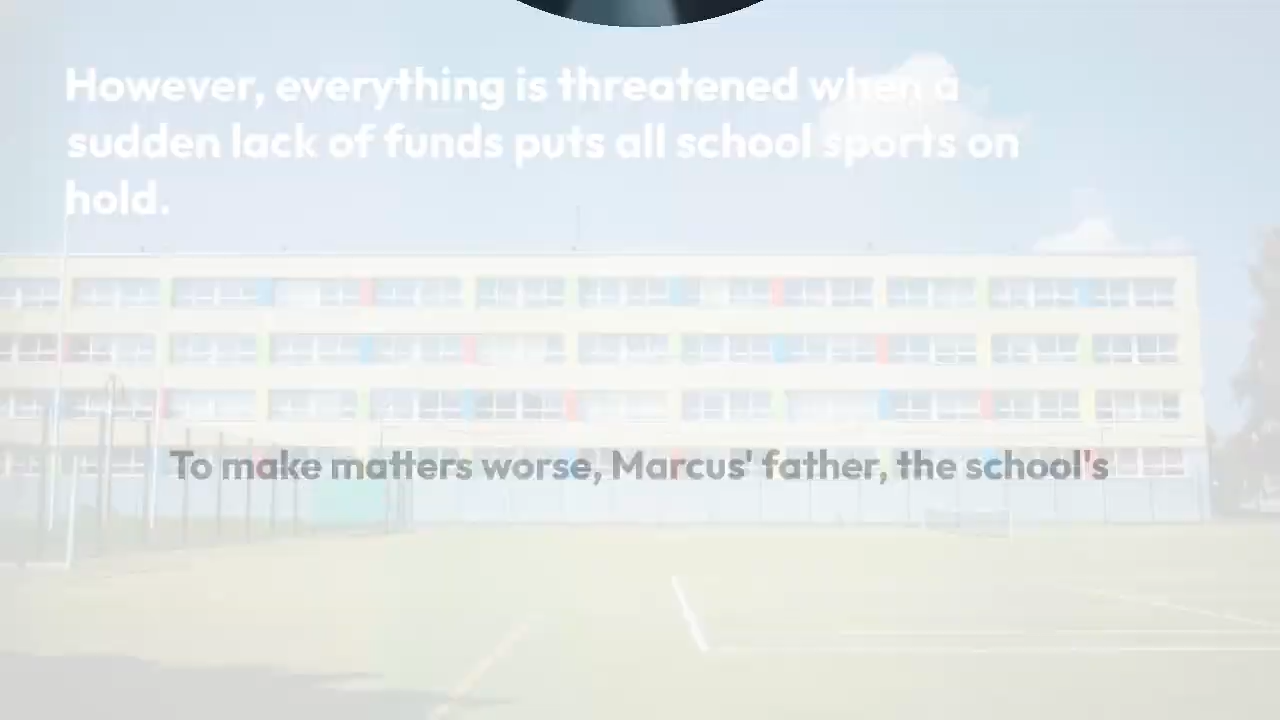 However, everything is threatened when a
sudden lack of funds puts all school sports on
hold.
To make matters worse, Marcus' father, the school's